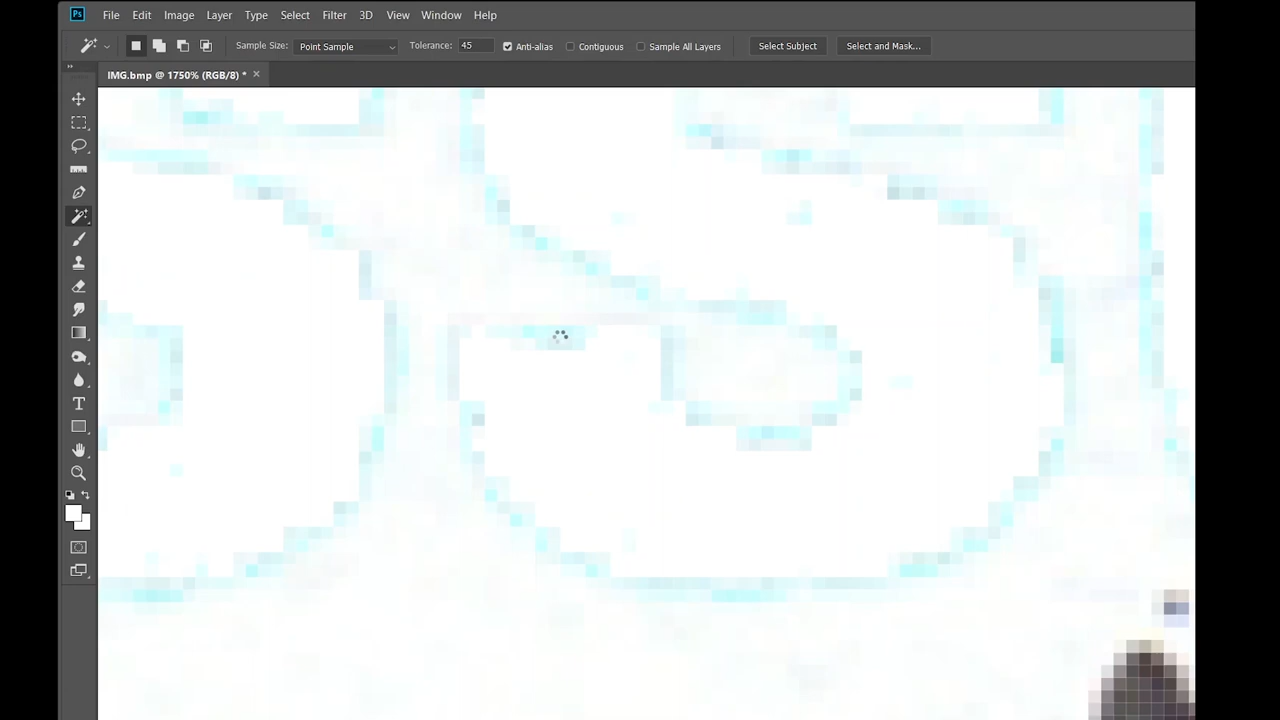 Ps File Edit Image Layer Type Select Filter 3D View Window Help
Sample Size: Point Sample Tolerance: 45 Anti-alias Contiguous Sample All Layers Select Subject Select and Mask...
IMG.bmp @ 1750% (RGB/8) * ×